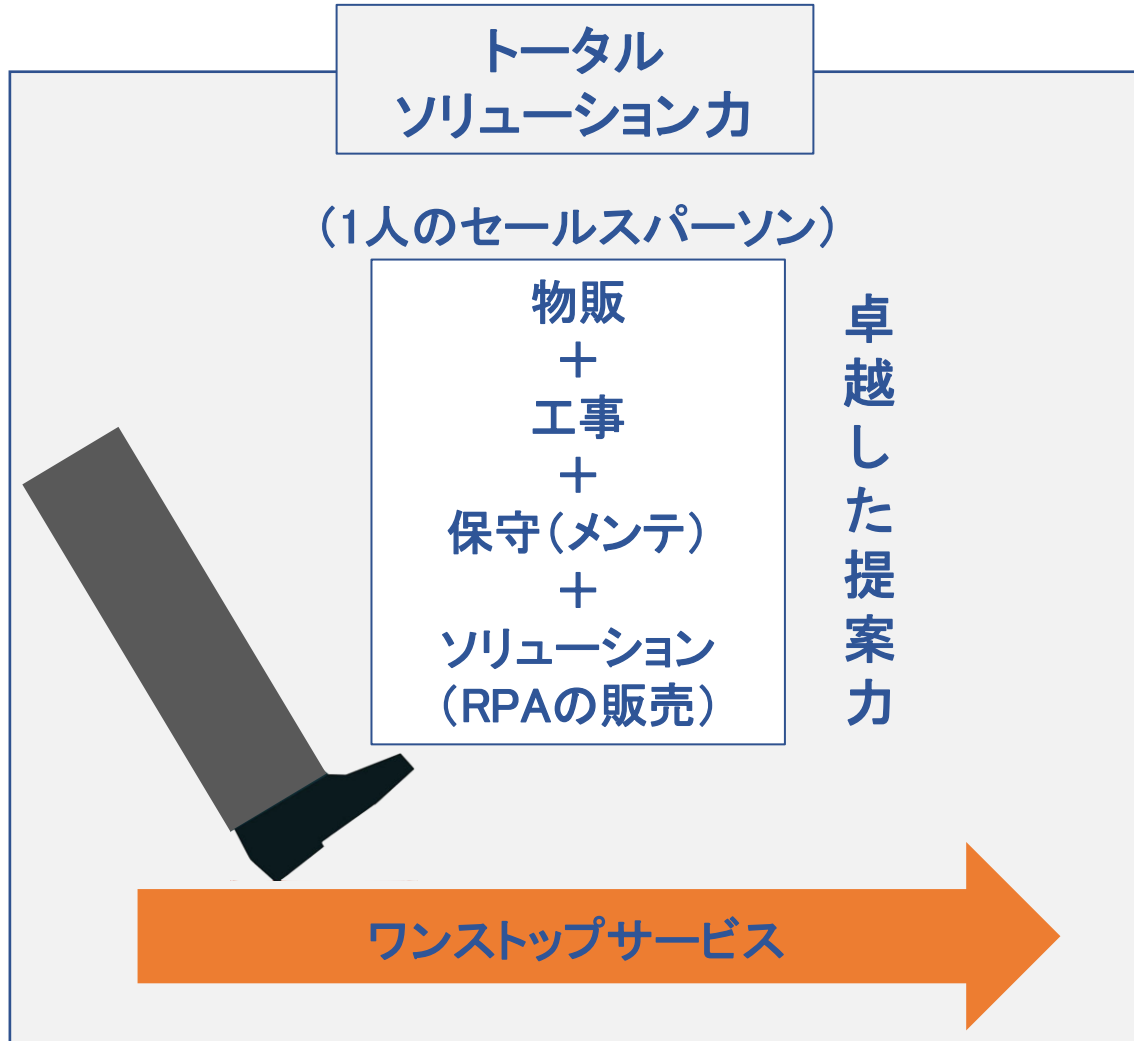 トータル
ソリューション力
（1人のセールスパーソン）
物販
＋
工事
＋
保守（メンテ）
＋
ソリューション
（RPAの販売）
卓越した提案力
ワンストップサービス